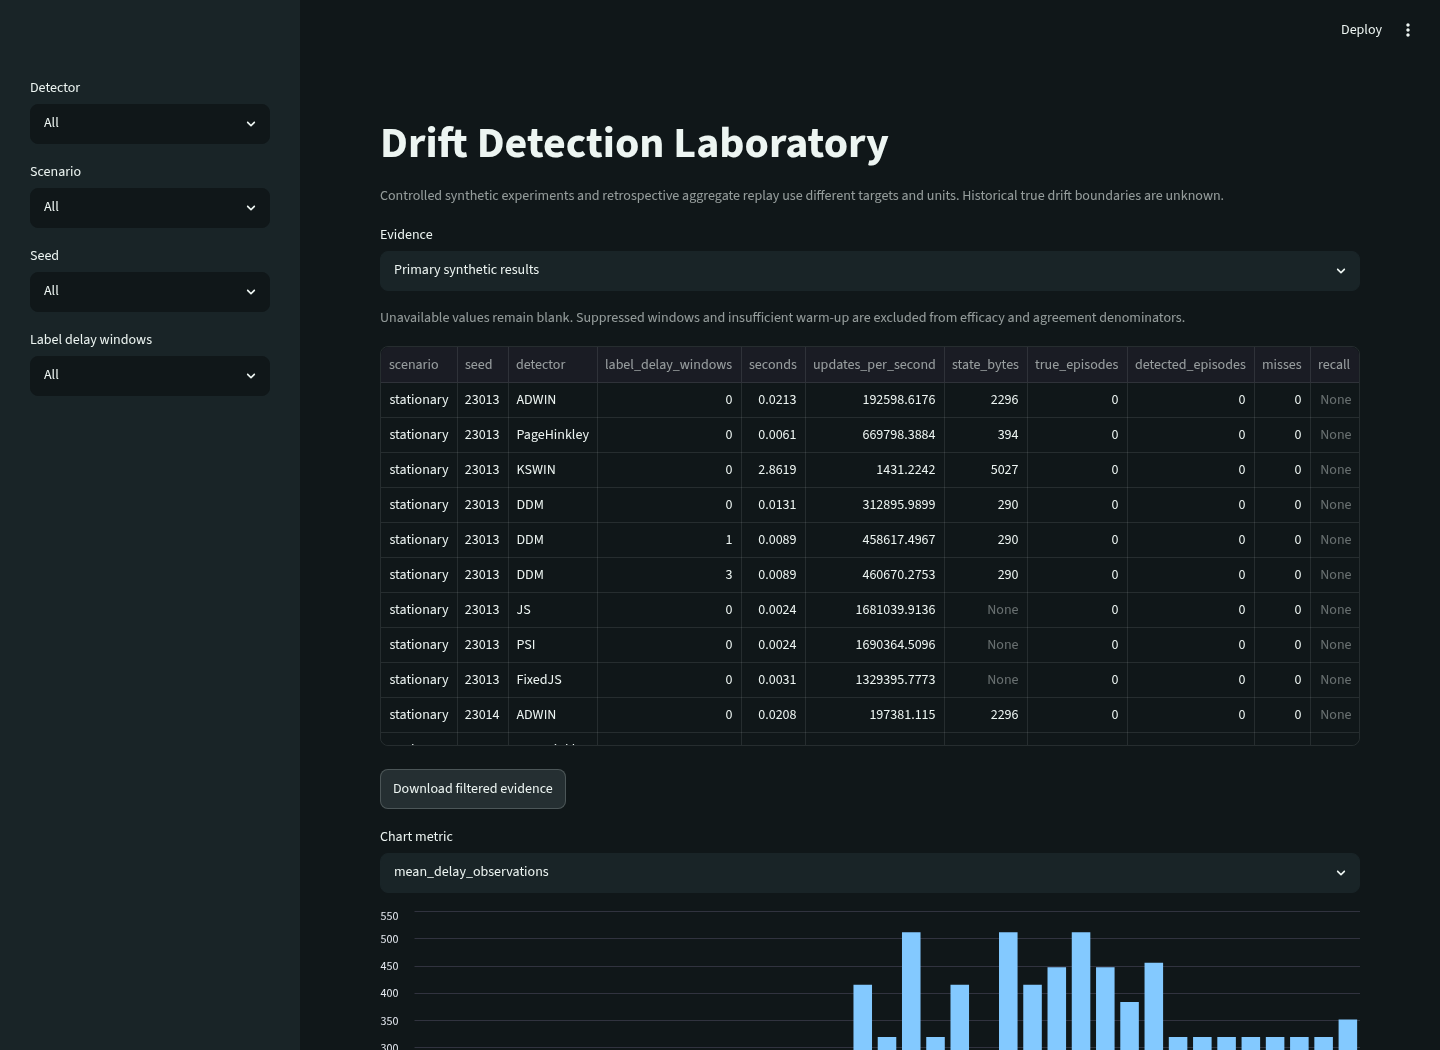 Deploy
Detector
All
Scenario
All
Seed
All
Label delay windows
All
Drift Detection Laboratory
Controlled synthetic experiments and retrospective aggregate replay use different targets and units. Historical true drift boundaries are unknown.
Evidence
Primary synthetic results
Unavailable values remain blank. Suppressed windows and insufficient warm-up are excluded from efficacy and agreement denominators.
scenario seed detector label_delay_windows seconds updates_per_second state_bytes true_episodes detected_episodes misses recall
stationary 23013 ADWIN 0 0.0213 192598.6176 2296 0 0 0 None
stationary 23013 PageHinkley 0 0.0061 669798.3884 394 0 0 0 None
stationary 23013 KSWIN 0 2.8619 1431.2242 5027 0 0 0 None
stationary 23013 DDM 0 0.0131 312895.9899 290 0 0 0 None
stationary 23013 DDM 1 0.0089 458617.4967 290 0 0 0 None
stationary 23013 DDM 3 0.0089 460670.2753 290 0 0 0 None
stationary 23013 JS 0 0.0024 1681039.9136 None 0 0 0 None
stationary 23013 PSI 0 0.0024 1690364.5096 None 0 0 0 None
stationary 23013 FixedJS 0 0.0031 1329395.7773 None 0 0 0 None
stationary 23014 ADWIN 0 0.0208 197381.115 2296 0 0 0 None
Download filtered evidence
Chart metric
mean_delay_observations
550
500
450
400
350
300